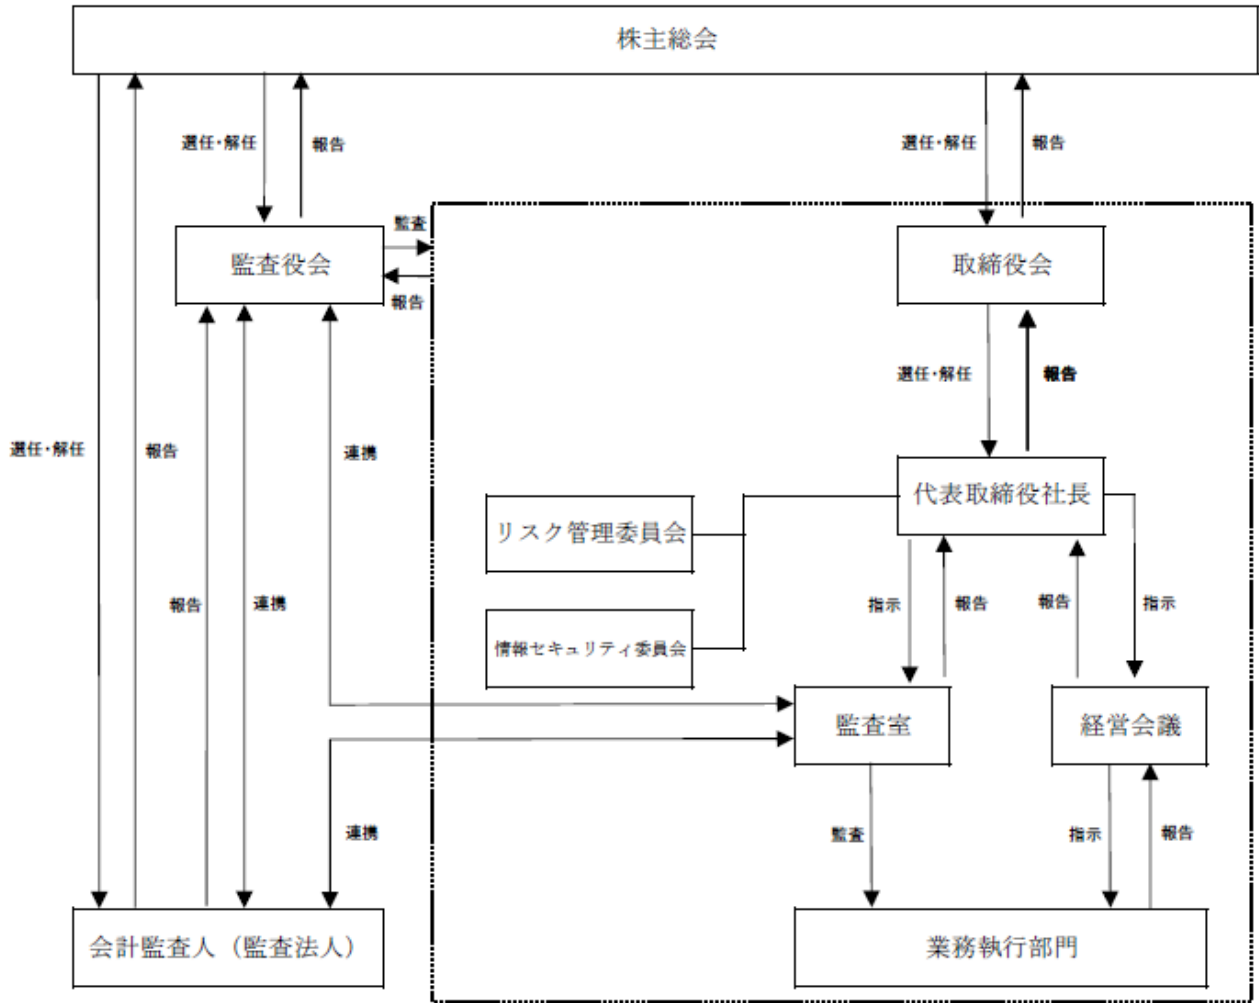 株主総会
選任・解任
報告
選任・解任
報告
監査役会
監査
報告
取締役会
選任・解任
報告
選任・解任
報告
連携
代表取締役社長
リスク管理委員会
報告
連携
指示
報告
報告
指示
情報セキュリティ委員会
監査室
経営会議
連携
監査
指示
報告
会計監査人（監査法人）
業務執行部門